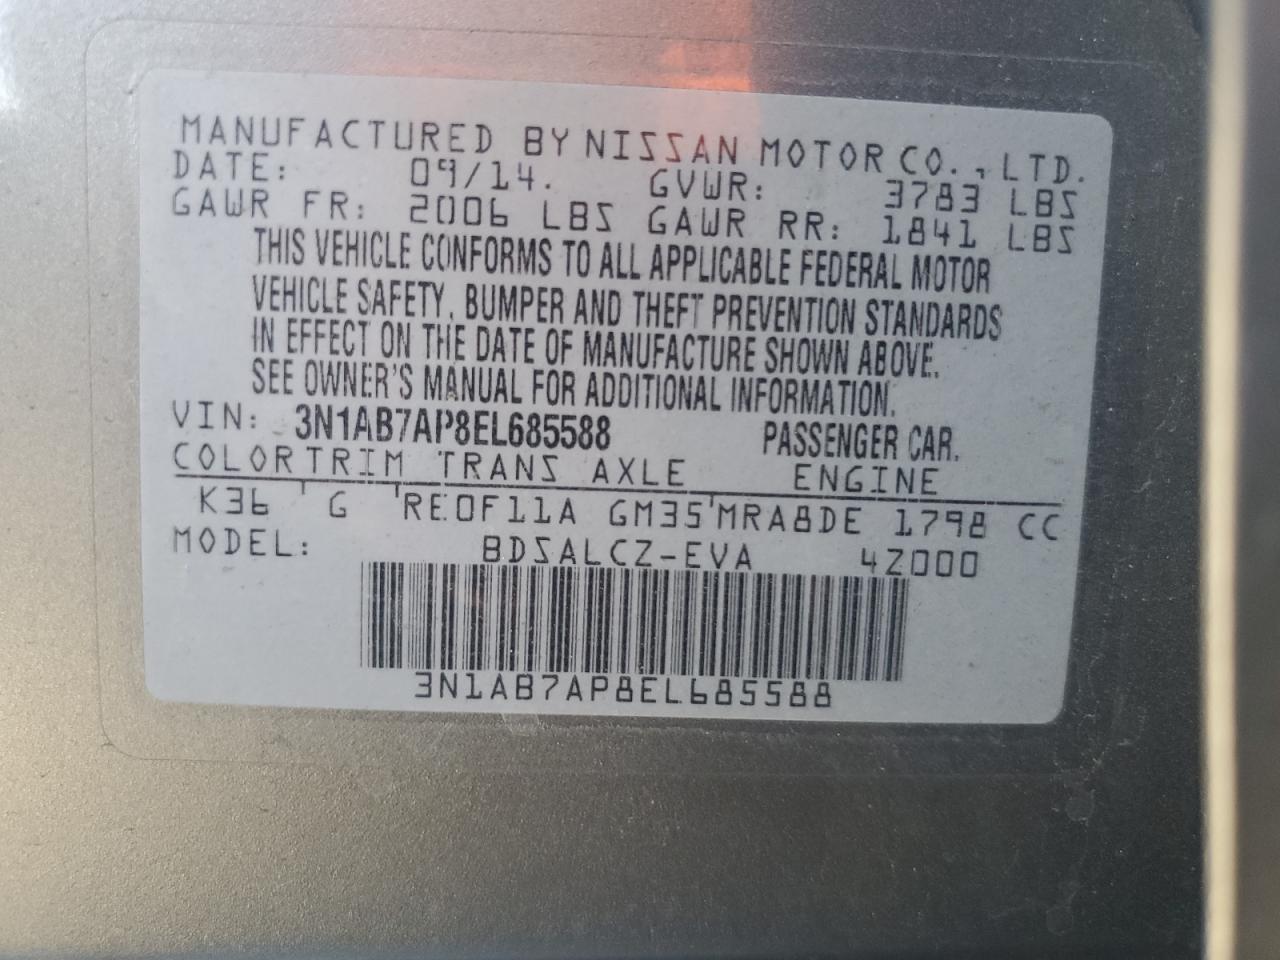 MANUFACTURED BY NISSAN MOTOR CO., LTD.
DATE: 09/14. GVWR: 3783 LBS
GAWR FR: 2006 LBS GAWR RR: 1841 LBS
THIS VEHICLE CONFORMS TO ALL APPLICABLE FEDERAL MOTOR
VEHICLE SAFETY, BUMPER AND THEFT PREVENTION STANDARDS
IN EFFECT ON THE DATE OF MANUFACTURE SHOWN ABOVE.
SEE OWNER'S MANUAL FOR ADDITIONAL INFORMATION.
VIN: 3N1AB7AP8EL685588 PASSENGER CAR.
COLOR TRIM TRANS AXLE ENGINE
K36 G RE0F11A GM35 MRA8DE 1798 CC
MODEL: BDSALCZ-EVA 4Z000
3N1AB7AP8EL685588